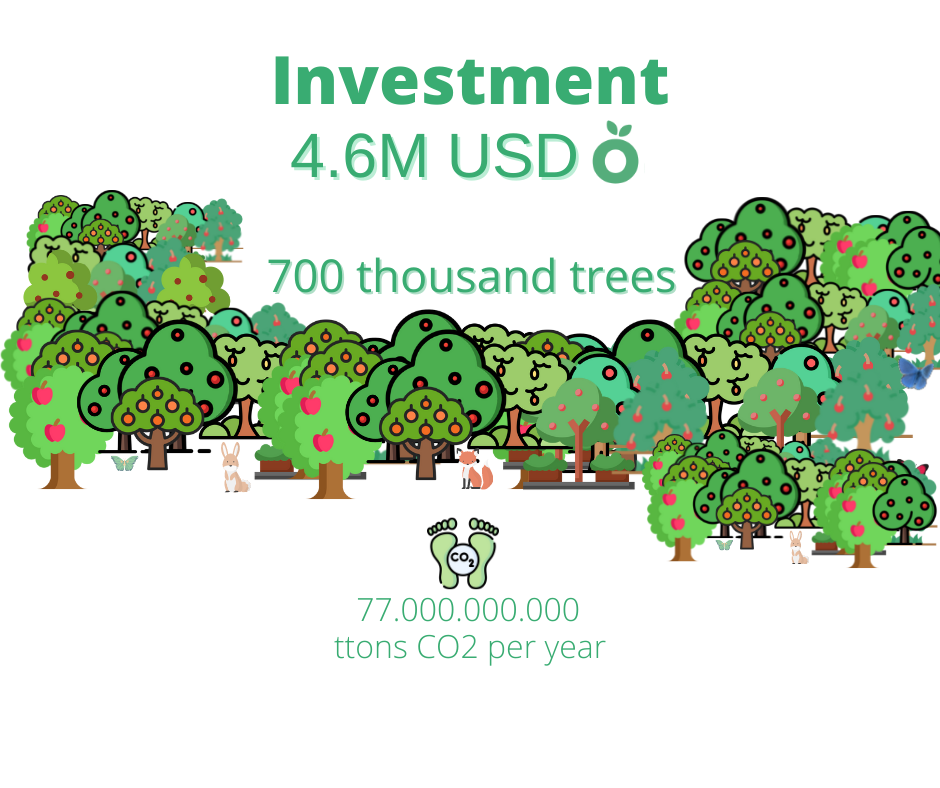 Investment
4.6M USD
700 thousand trees
CO2
77.000.000.000
ttons CO2 per year